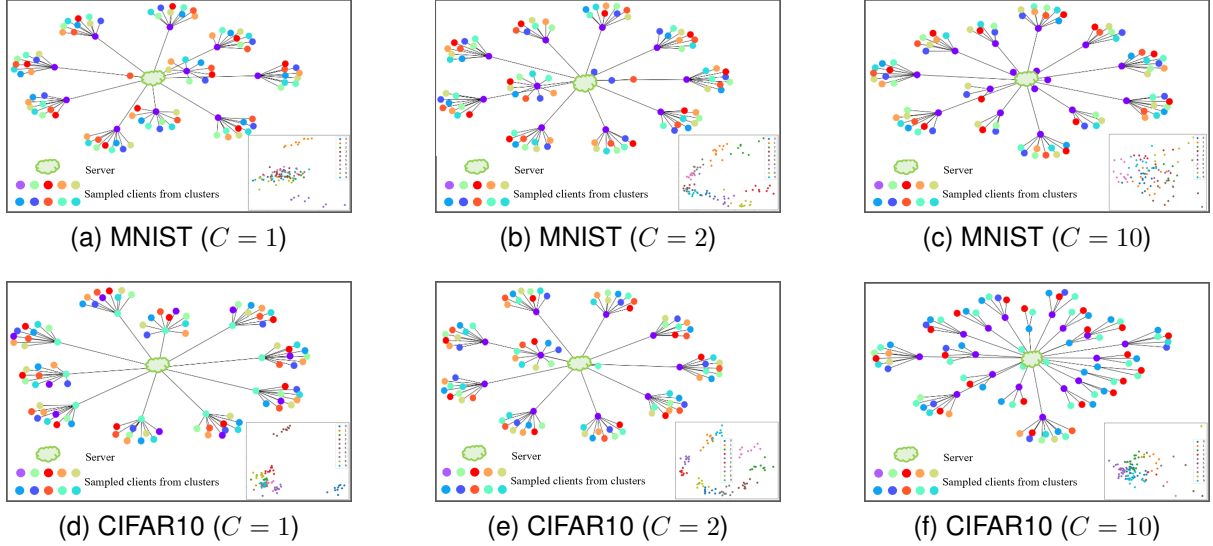 Server
Sampled clients from clusters
Server
Sampled clients from clusters
Server
Sampled clients from clusters
(a) MNIST (C = 1)
(b) MNIST (C = 2)
(c) MNIST (C = 10)
Server
Sampled clients from clusters
Server
Sampled clients from clusters
Server
Sampled clients from clusters
(d) CIFAR10 (C = 1)
(e) CIFAR10 (C = 2)
(f) CIFAR10 (C = 10)